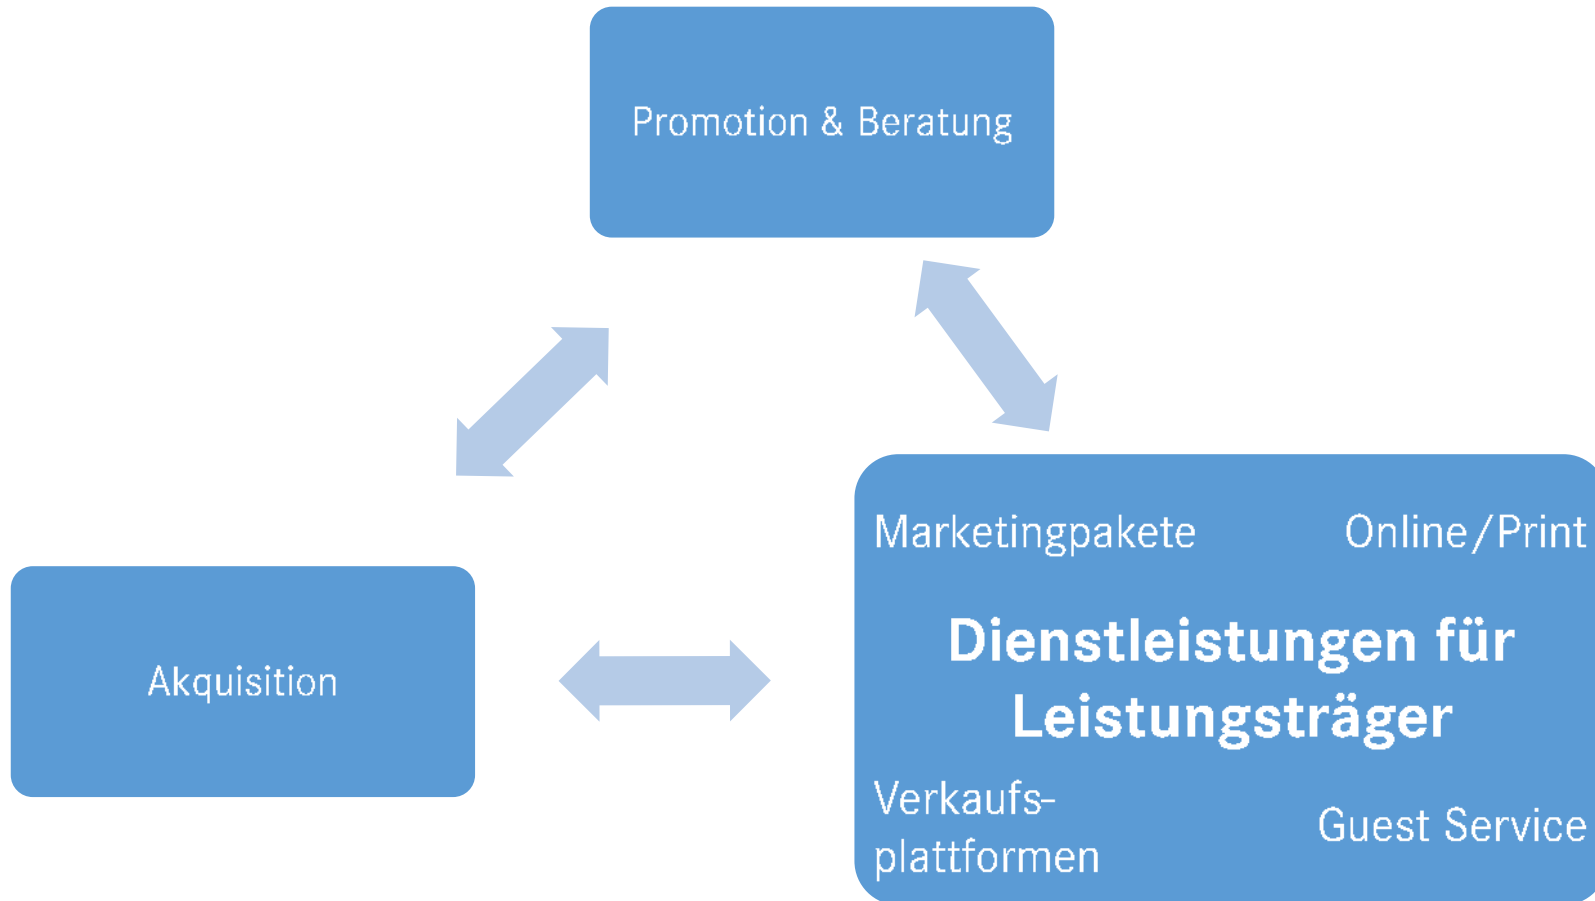 Promotion & Beratung
Akquisition
Marketingpakete
Online/Print
Dienstleistungen für
Leistungsträger
Verkaufs-
plattformen
Guest Service